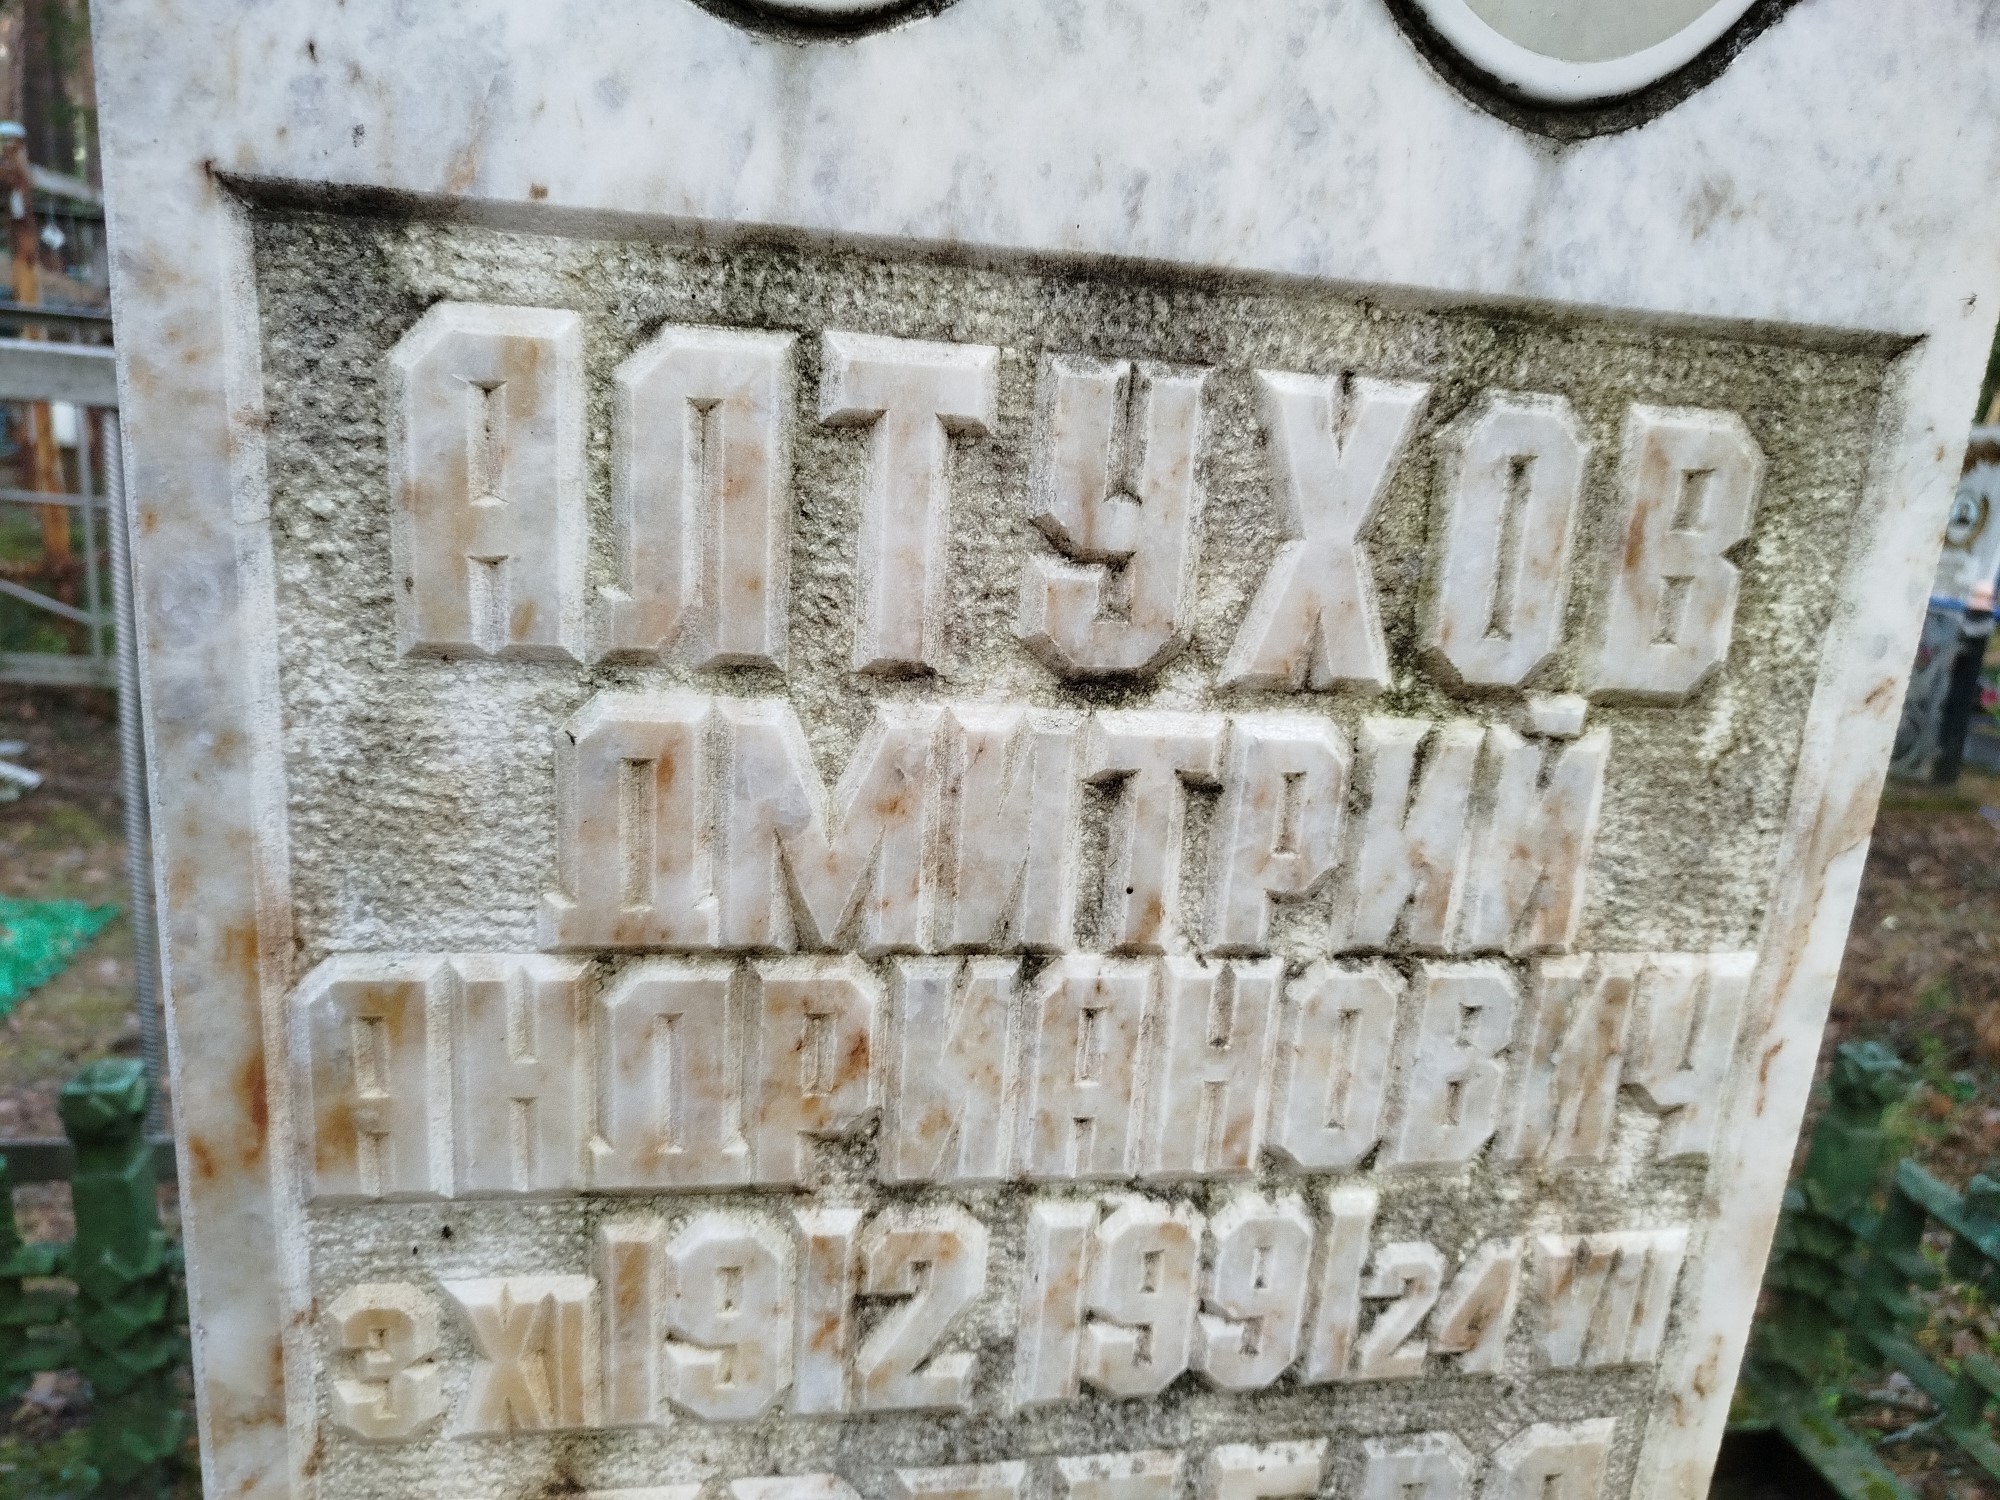 АЛТУХОВ
ДМИТРИЙ
АНДРИАНОВИЧ
3 XI 1912 1991 24 VII